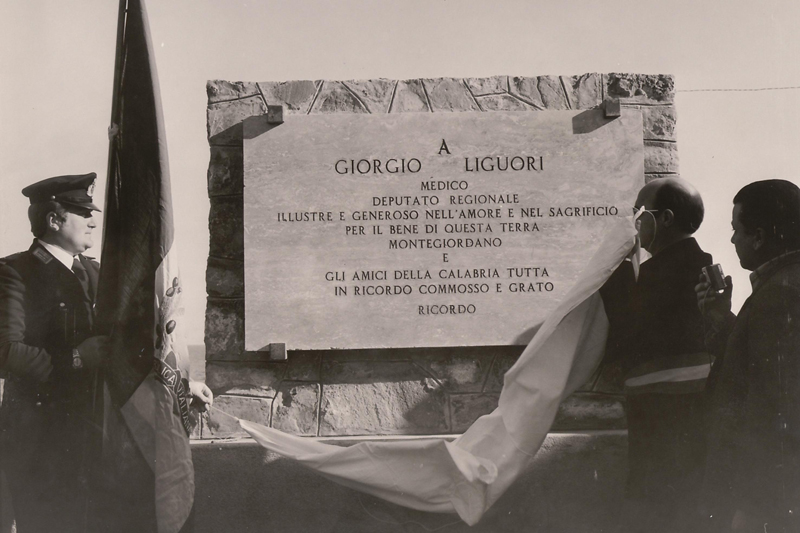 A
GIORGIO LIGUORI
MEDICO
DEPUTATO REGIONALE
ILLUSTRE E GENEROSO NELL'AMORE E NEL SAGRIFICIO
PER IL BENE DI QUESTA TERRA
MONTEGIORDANO
E
GLI AMICI DELLA CALABRIA TUTTA
IN RICORDO COMMOSSO E GRATO
RICORDO